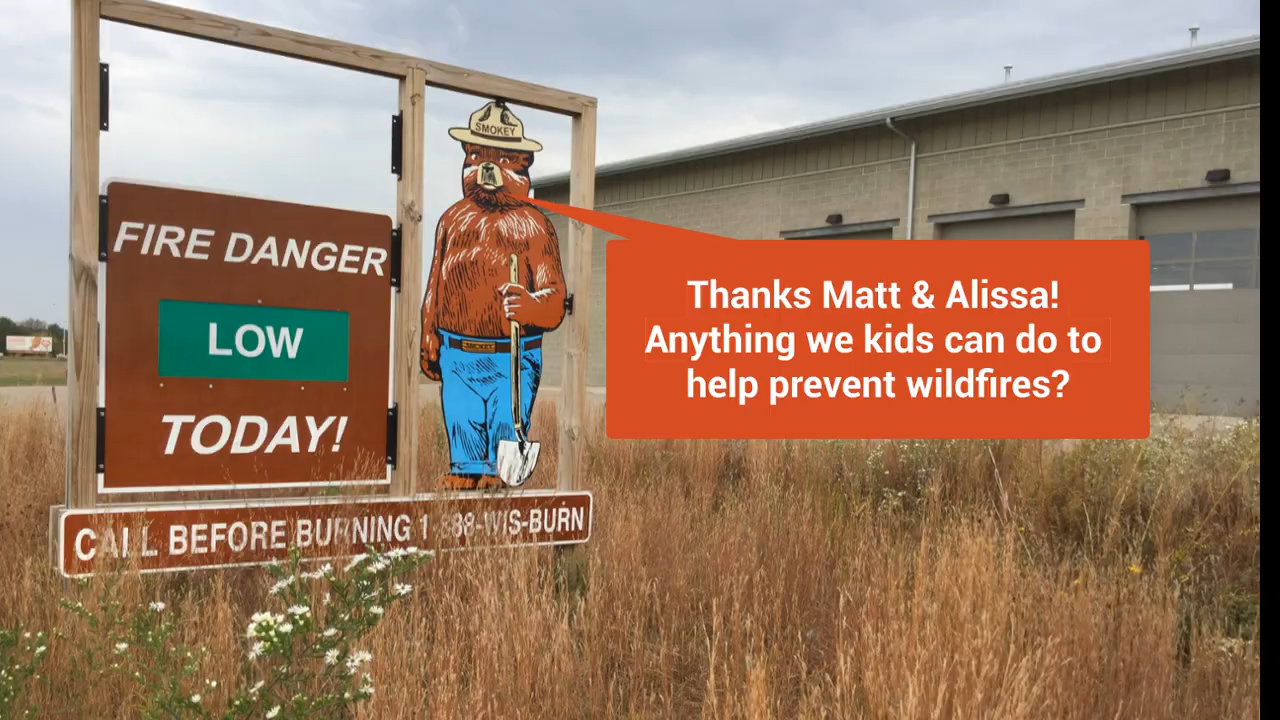 SMOKEY
FIRE DANGER
LOW
TODAY!
CALL BEFORE BURNING 1-888-WIS-BURN
Thanks Matt & Alissa!
Anything we kids can do to
help prevent wildfires?